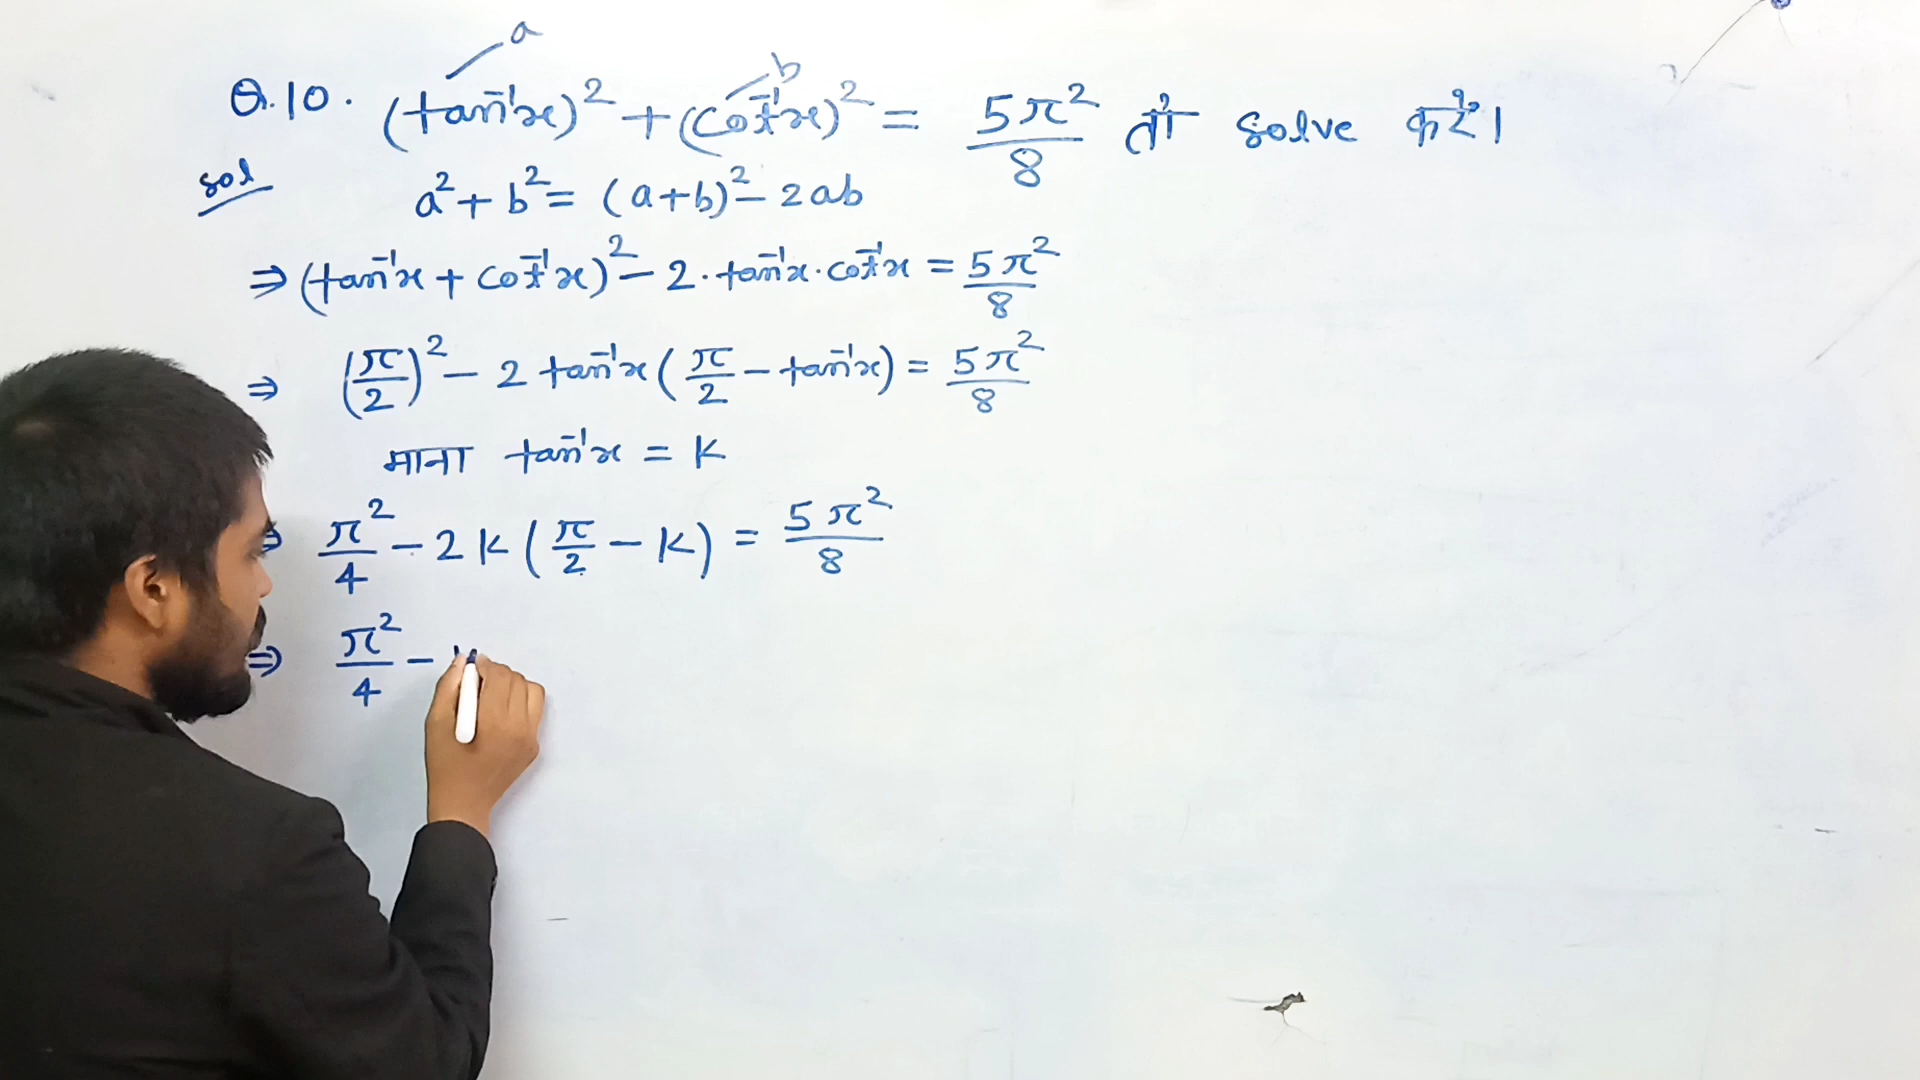 a
b
Q.10. (tan⁻¹x)² + (cot⁻¹x)² = 5π²/8 तो solve करें।
sol
a² + b² = (a+b)² - 2ab
⇒ (tan⁻¹x + cot⁻¹x)² - 2·tan⁻¹x·cot⁻¹x = 5π²/8
⇒ (π/2)² - 2 tan⁻¹x (π/2 - tan⁻¹x) = 5π²/8
माना tan⁻¹x = K
⇒ π²/4 - 2K (π/2 - K) = 5π²/8
⇒ π²/4 -